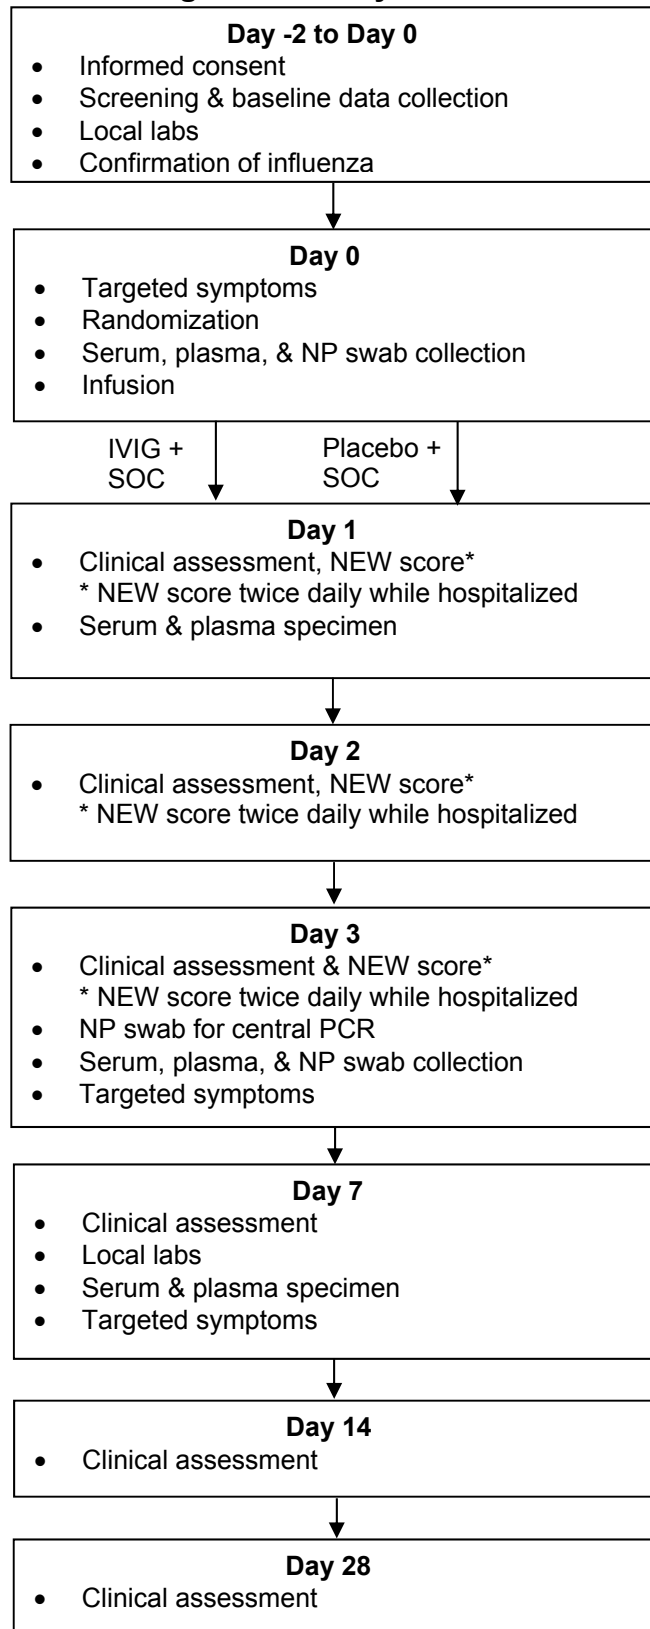 Day -2 to Day 0
• Informed consent
• Screening & baseline data collection
• Local labs
• Confirmation of influenza
Day 0
• Targeted symptoms
• Randomization
• Serum, plasma, & NP swab collection
• Infusion
IVIG +
SOC
Placebo +
SOC
Day 1
• Clinical assessment, NEW score*
* NEW score twice daily while hospitalized
• Serum & plasma specimen
Day 2
• Clinical assessment, NEW score*
* NEW score twice daily while hospitalized
Day 3
• Clinical assessment & NEW score*
* NEW score twice daily while hospitalized
• NP swab for central PCR
• Serum, plasma, & NP swab collection
• Targeted symptoms
Day 7
• Clinical assessment
• Local labs
• Serum & plasma specimen
• Targeted symptoms
Day 14
• Clinical assessment
Day 28
• Clinical assessment